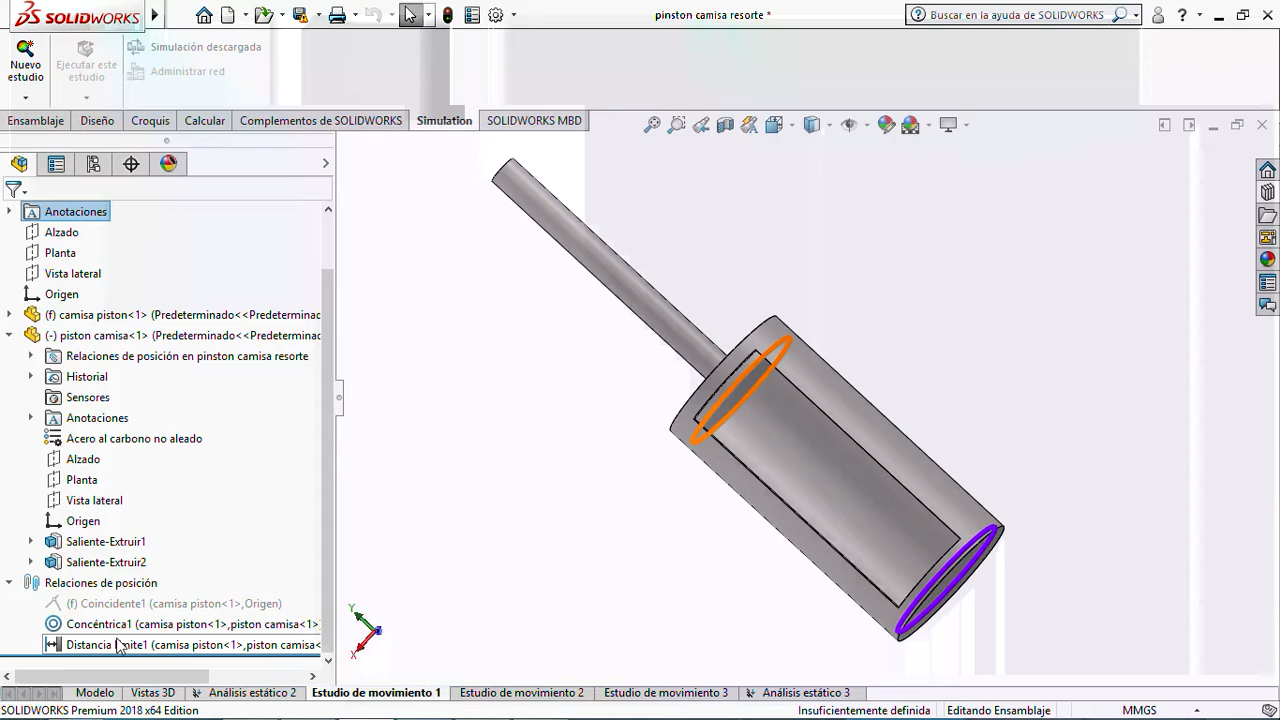 SOLIDWORKS
pinston camisa resorte *
Buscar en la ayuda de SOLIDWORKS
?
Nuevo
estudio
Ejecutar este
estudio
Simulación descargada
Administrar red
Ensamblaje
Diseño
Croquis
Calcular
Complementos de SOLIDWORKS
Simulation
SOLIDWORKS MBD
Anotaciones
Alzado
Planta
Vista lateral
Origen
(f) camisa piston<1> (Predeterminado<<Predeterminac
(-) piston camisa<1> (Predeterminado<<Predeterminac
Relaciones de posición en pinston camisa resorte
Historial
Sensores
Anotaciones
Acero al carbono no aleado
Alzado
Planta
Vista lateral
Origen
Saliente-Extruir1
Saliente-Extruir2
Relaciones de posición
(f) Coincidente1 (camisa piston<1>,Origen)
Concéntrica1 (camisa piston<1>,piston camisa<1>
Distancia mite1 (camisa piston<1>,piston camisa<
Y
X
Modelo
Vistas 3D
Análisis estático 2
Estudio de movimiento 1
Estudio de movimiento 2
Estudio de movimiento 3
Análisis estático 3
SOLIDWORKS Premium 2018 x64 Edition
Insuficientemente definida
Editando Ensamblaje
MMGS